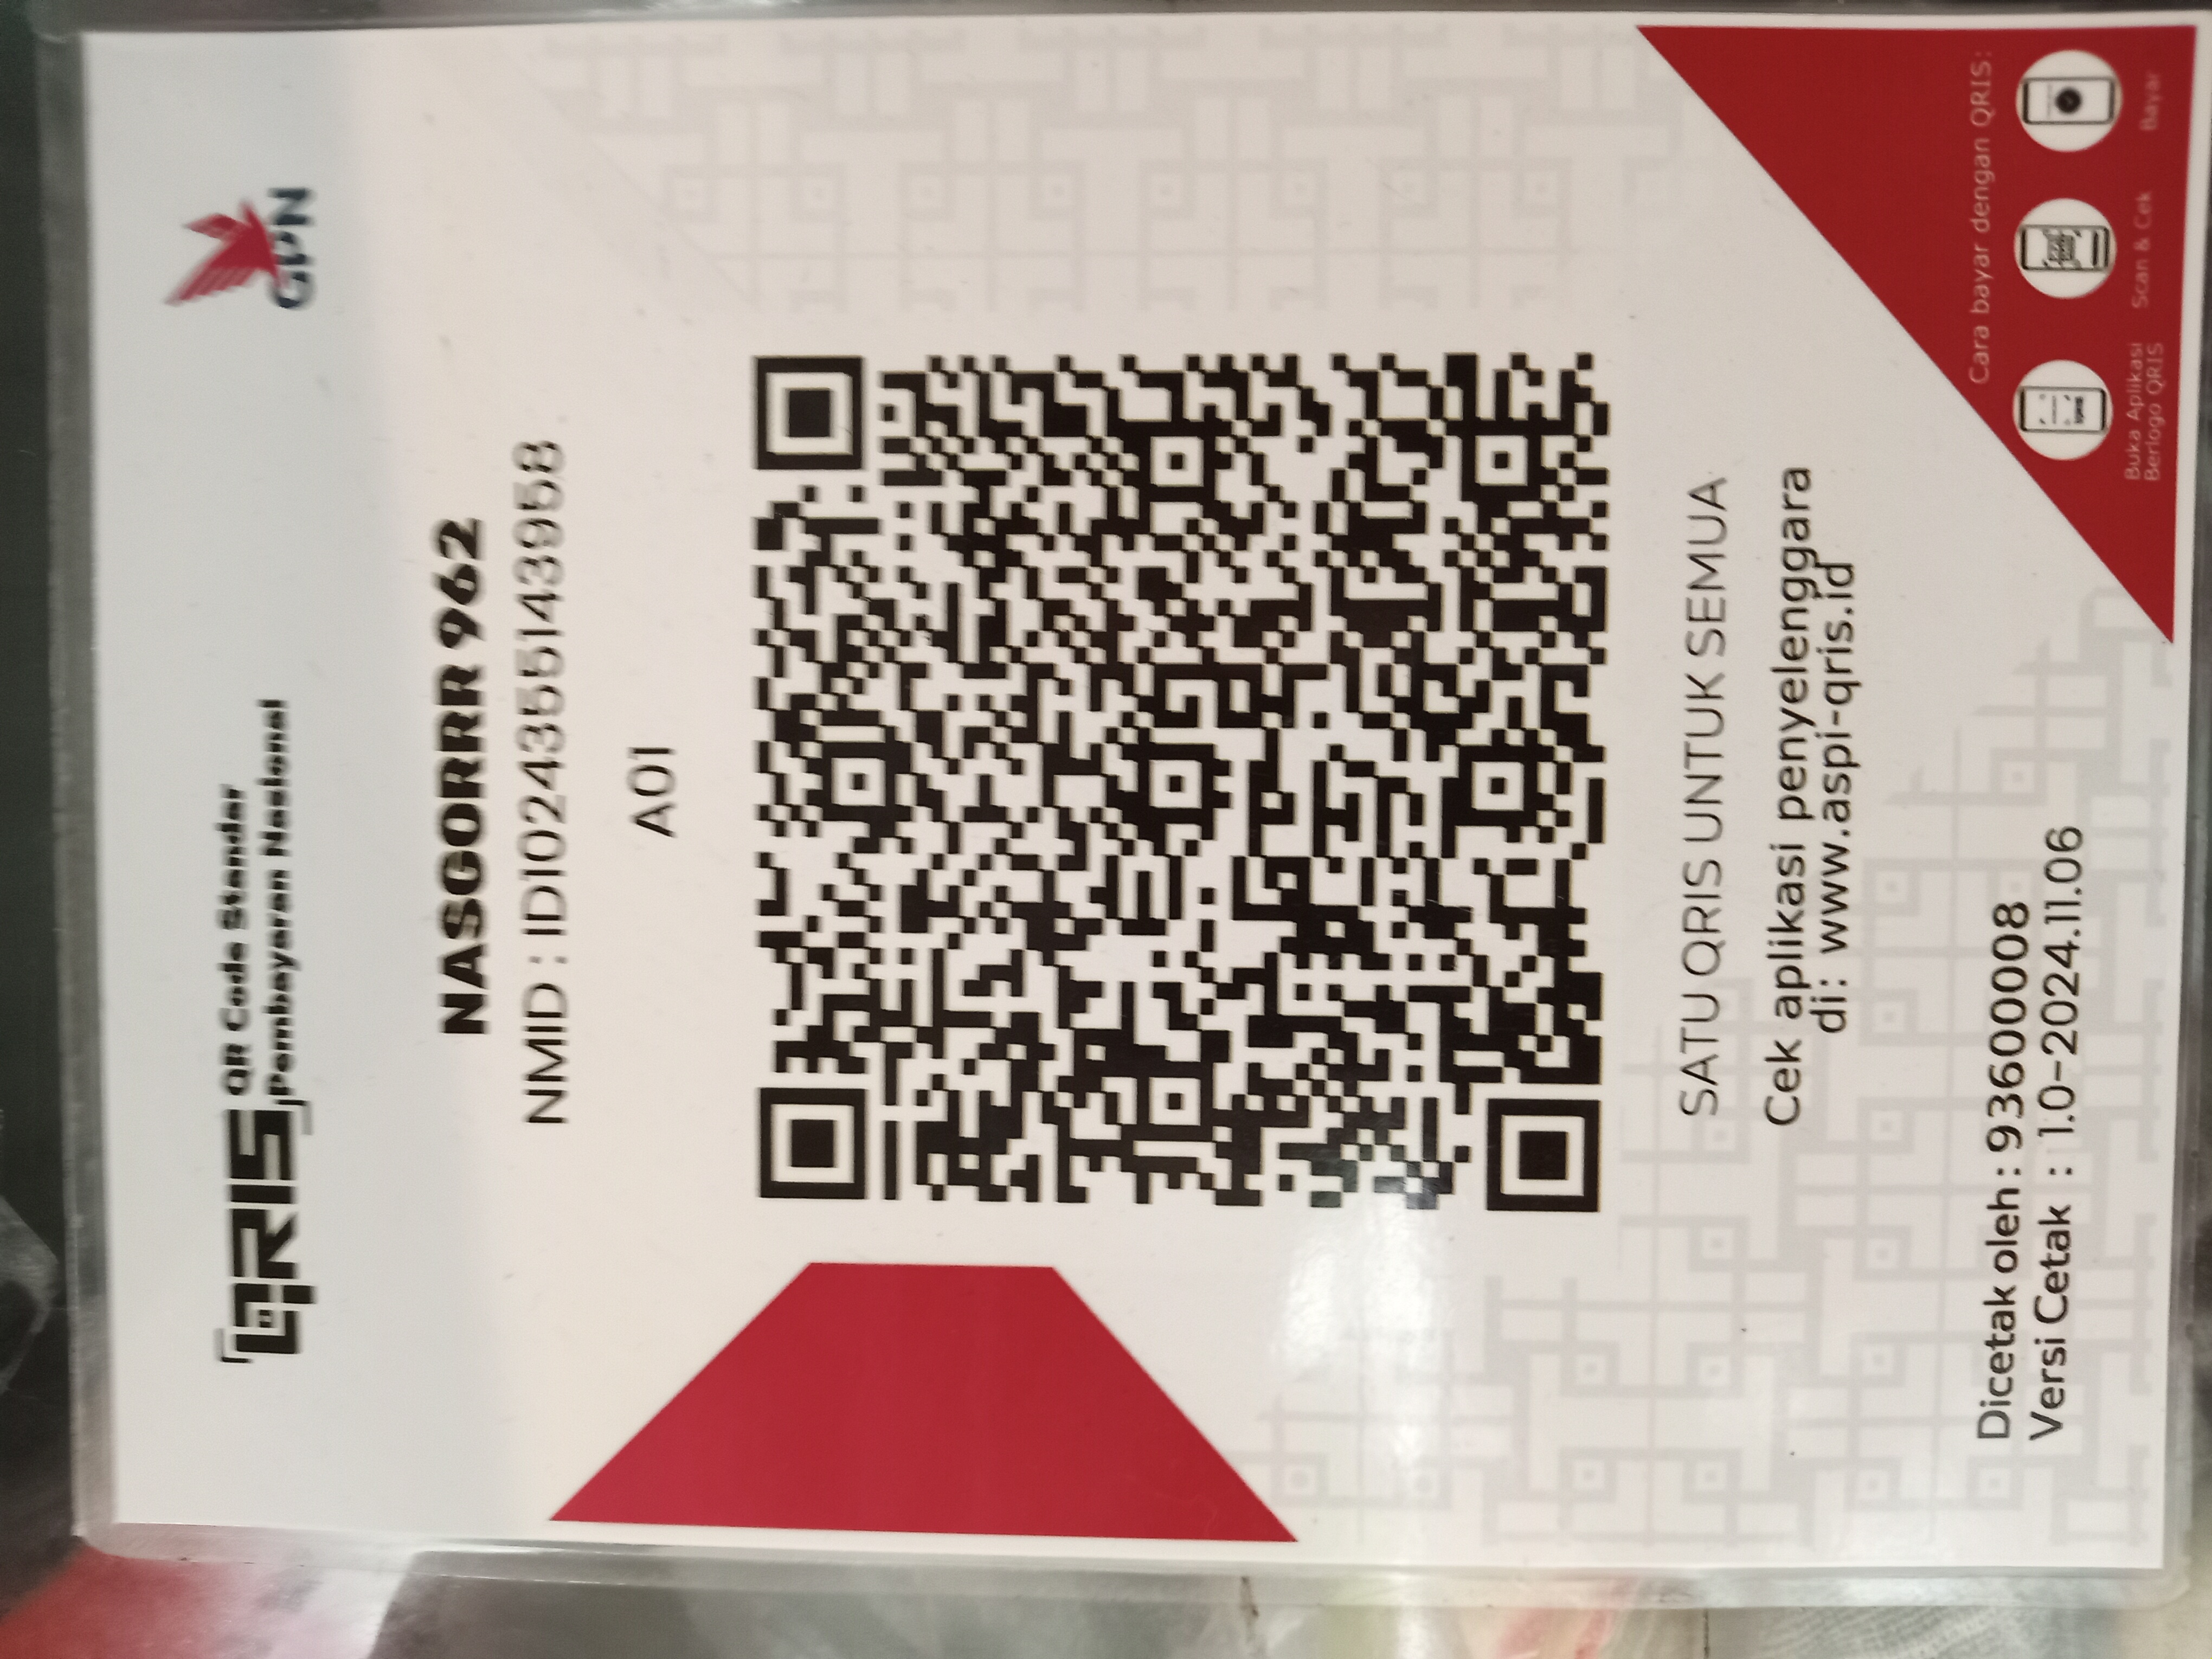 QRIS QR Code Standar
Pembayaran Nasional
GPN
NASGORRR 962
NMID : ID1024355143958
A01
SATU QRIS UNTUK SEMUA
Cek aplikasi penyelenggara
di: www.aspi-qris.id
Dicetak oleh : 93600008
Versi Cetak : 1.0-2024.11.06
Cara bayar dengan QRIS:
Buka Aplikasi
Berlogo QRIS
Scan & Cek
Bayar